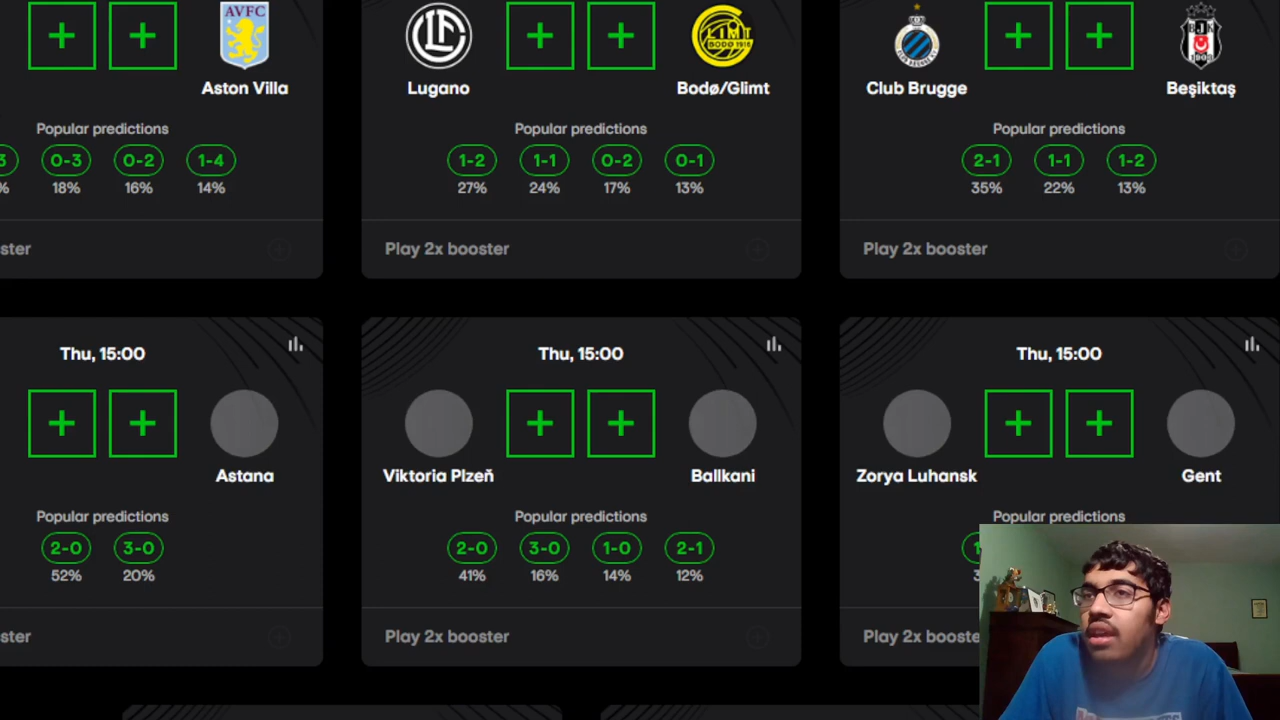 AVFC
Aston Villa
Popular predictions
0-3 0-2 1-4
18% 16% 14%
Lugano
Bodø/Glimt
Popular predictions
1-2 1-1 0-2 0-1
27% 24% 17% 13%
Play 2x booster
Club Brugge
Beşiktaş
Popular predictions
2-1 1-1 1-2
35% 22% 13%
Play 2x booster
Thu, 15:00
Astana
Popular predictions
2-0 3-0
52% 20%
Thu, 15:00
Viktoria Plzeň
Ballkani
Popular predictions
2-0 3-0 1-0 2-1
41% 16% 14% 12%
Play 2x booster
Thu, 15:00
Zorya Luhansk
Gent
Popular predictions
Play 2x booste